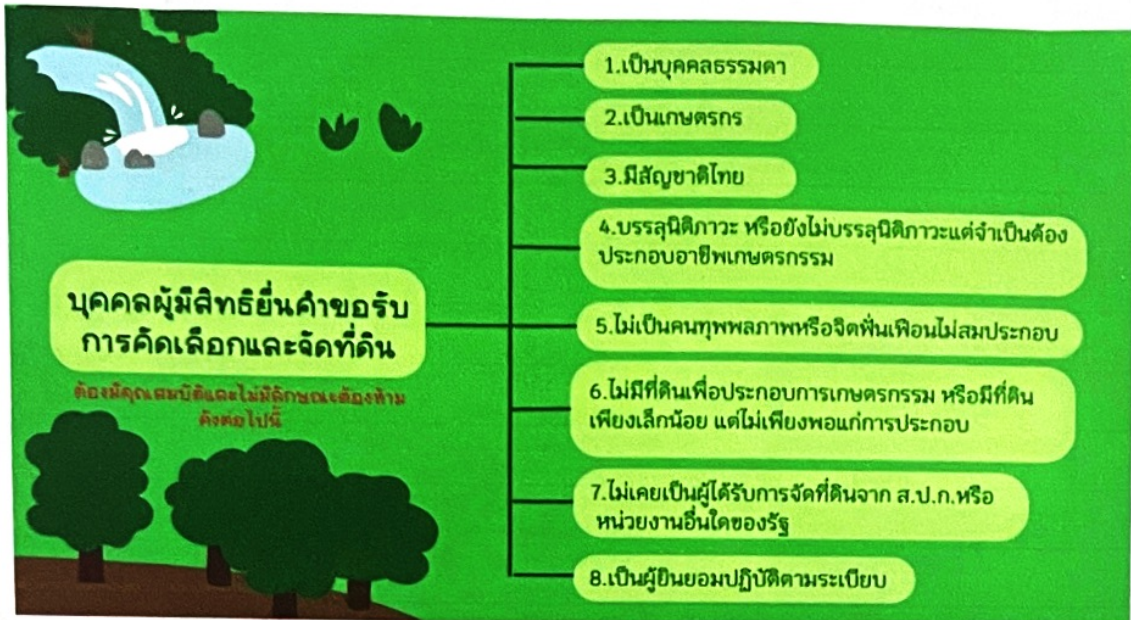 บุคคลผู้มีสิทธิยื่นคำขอรับ
การคัดเลือกและจัดที่ดิน
ต้องมีคุณสมบัติและไม่มีลักษณะต้องห้าม
ดังต่อไปนี้
1.เป็นบุคคลธรรมดา
2.เป็นเกษตรกร
3.มีสัญชาติไทย
4.บรรลุนิติภาวะ หรือยังไม่บรรลุนิติภาวะแต่จำเป็นต้อง
ประกอบอาชีพเกษตรกรรม
5.ไม่เป็นคนทุพพลภาพหรือจิตฟั่นเฟือนไม่สมประกอบ
6.ไม่มีที่ดินเพื่อประกอบการเกษตรกรรม หรือมีที่ดิน
เพียงเล็กน้อย แต่ไม่เพียงพอแก่การประกอบ
7.ไม่เคยเป็นผู้ได้รับการจัดที่ดินจาก ส.ป.ก.หรือ
หน่วยงานอื่นใดของรัฐ
8.เป็นผู้ยินยอมปฏิบัติตามระเบียบ